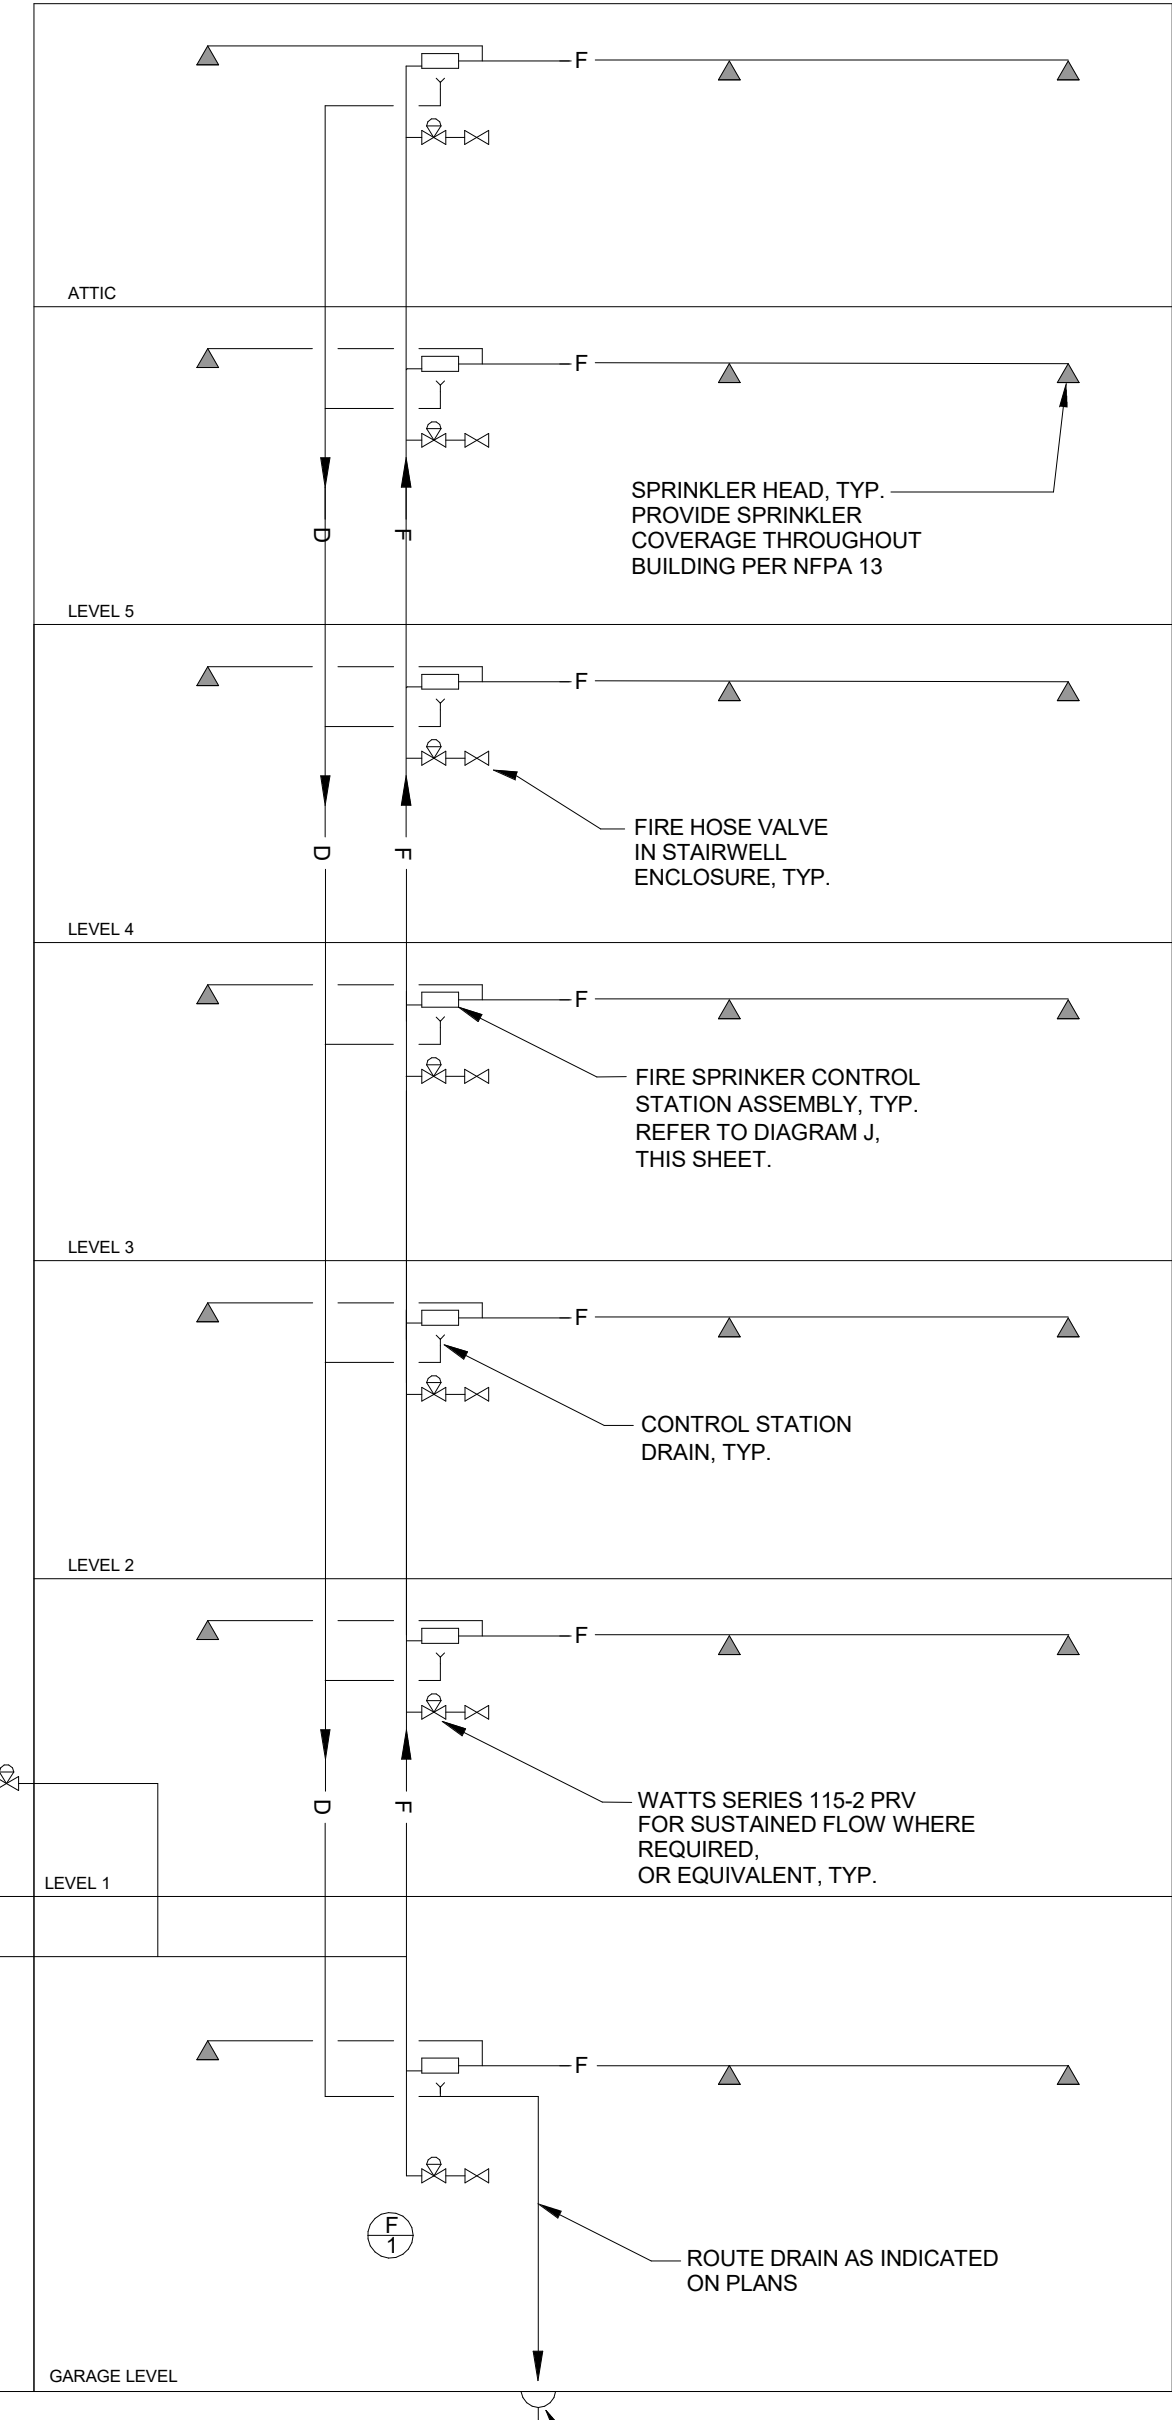 F
ATTIC
F
SPRINKLER HEAD, TYP.
PROVIDE SPRINKLER
COVERAGE THROUGHOUT
BUILDING PER NFPA 13
D
F
LEVEL 5
F
FIRE HOSE VALVE
IN STAIRWELL
ENCLOSURE, TYP.
D
F
LEVEL 4
F
FIRE SPRINKER CONTROL
STATION ASSEMBLY, TYP.
REFER TO DIAGRAM J,
THIS SHEET.
LEVEL 3
F
CONTROL STATION
DRAIN, TYP.
LEVEL 2
F
WATTS SERIES 115-2 PRV
FOR SUSTAINED FLOW WHERE
REQUIRED,
OR EQUIVALENT, TYP.
D
F
LEVEL 1
F
F
1
ROUTE DRAIN AS INDICATED
ON PLANS
GARAGE LEVEL